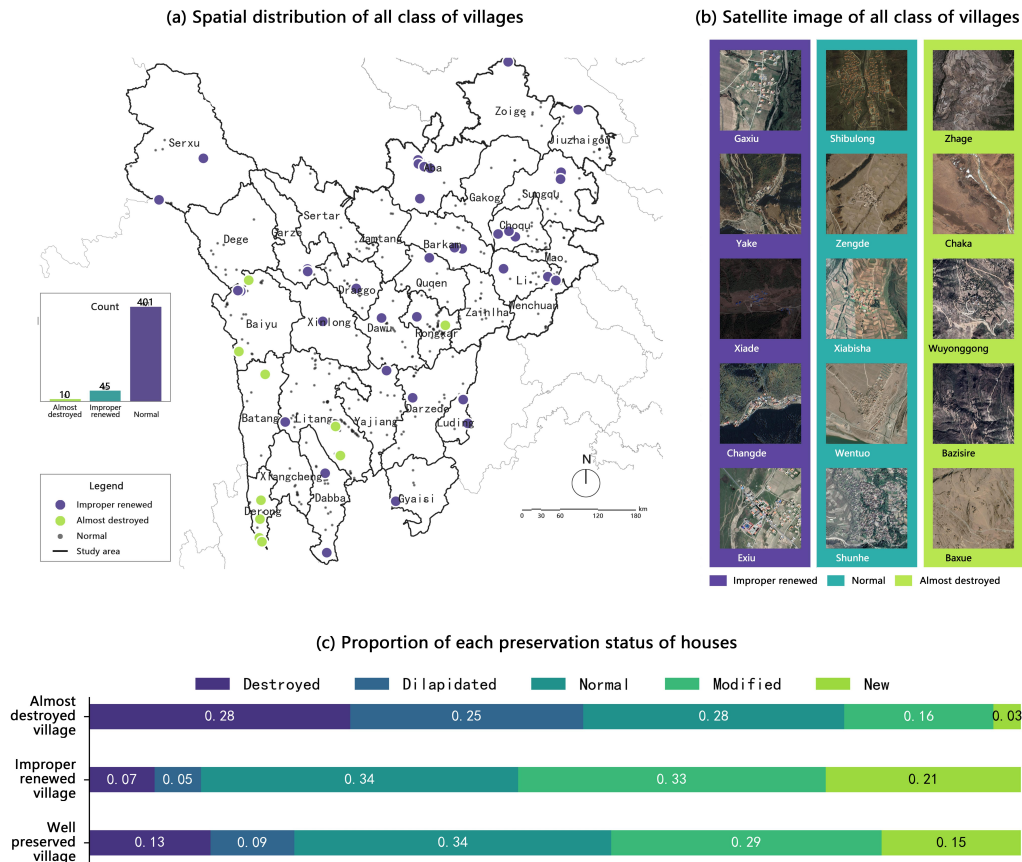 (a) Spatial distribution of all class of villages
Zoige
Jiuzhaigou
Serxu
Aba
Gakog
Sungqu
Sertar
Choqu
Dege
Garze
Zamtang
Barkam
Mao
Draggo
Quqen
Li
Wenchuan
Baiyu
Xinlong
Dawu
Zainlha
Rongzar
Batang
Litang
Yajiang
Darzedo
Luding
Xiangcheng
Dabba
Gyaisi
Derong
Count
401
45
10
Almost
destroyed
Improper
renewed
Normal
Legend
Improper renewed
Almost destroyed
Normal
Study area
N
km
0 30 60 120 180
(b) Satellite image of all class of villages
Gaxiu
Shibulong
Zhage
Yake
Zengde
Chaka
Xiade
Xiabisha
Wuyonggong
Changde
Wentuo
Bazisire
Exiu
Shunhe
Baxue
Improper renewed
Normal
Almost destroyed
(c) Proportion of each preservation status of houses
Destroyed
Dilapidated
Normal
Modified
New
Almost
destroyed
village
0.28 0.25 0.28 0.16 0.03
Improper
renewed
village
0.07 0.05 0.34 0.33 0.21
Well
preserved
village
0.13 0.09 0.34 0.29 0.15